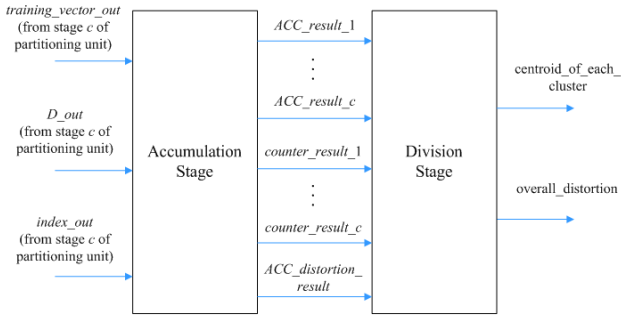 training_vector_out
(from stage c of
partitioning unit)
D_out
(from stage c of
partitioning unit)
index_out
(from stage c of
partitioning unit)
Accumulation
Stage
ACC_result_1
⋮
ACC_result_c
counter_result_1
⋮
counter_result_c
ACC_distortion_
result
Division
Stage
centroid_of_each_
cluster
overall_distortion